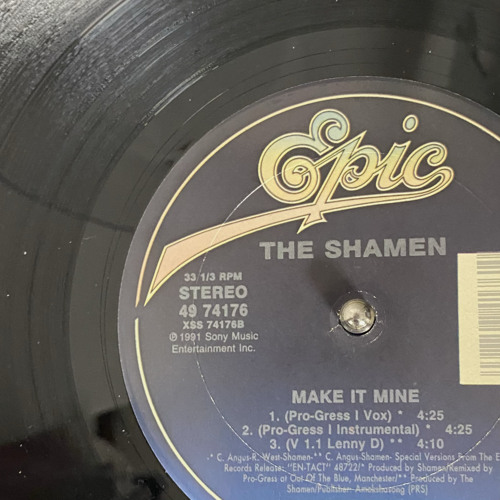 Epic
THE SHAMEN
33 1/3 RPM
STEREO
49 74176
XSS 74176B
℗ 1991 Sony Music
Entertainment Inc.
MAKE IT MINE
1. (Pro-Gress I Vox) * 4:25
2. (Pro-Gress I Instrumental) * 4:25
3. (V 1.1 Lenny D) * * 4:10
-* C. Angus-R. West-Shamen-* * C. Angus-Shamen- Special Versions From The E
Records Release: "EN-TACT" 48722/* Produced by Shamen/Remixed by
Pro-Gress at Out Of The Blue, Manchester/* * Produced by The
Shamen/Publisher: Amokshasong (PRS)